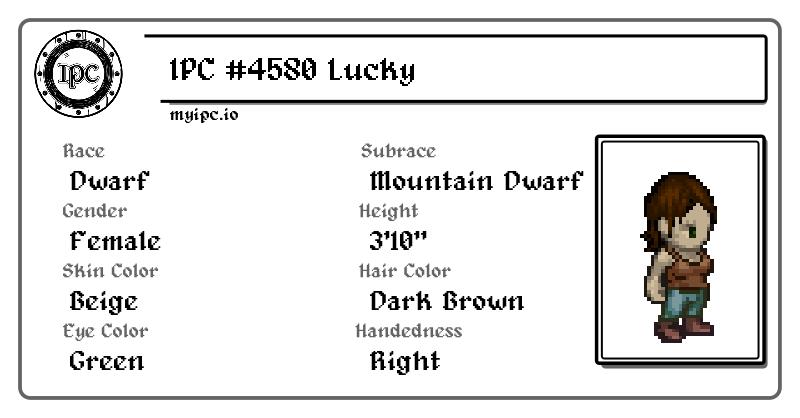 IPC
IPC #4580 Lucky
myipc.io
Race
Dwarf
Subrace
Mountain Dwarf
Gender
Female
Height
3'10"
Skin Color
Beige
Hair Color
Dark Brown
Eye Color
Green
Handedness
Right